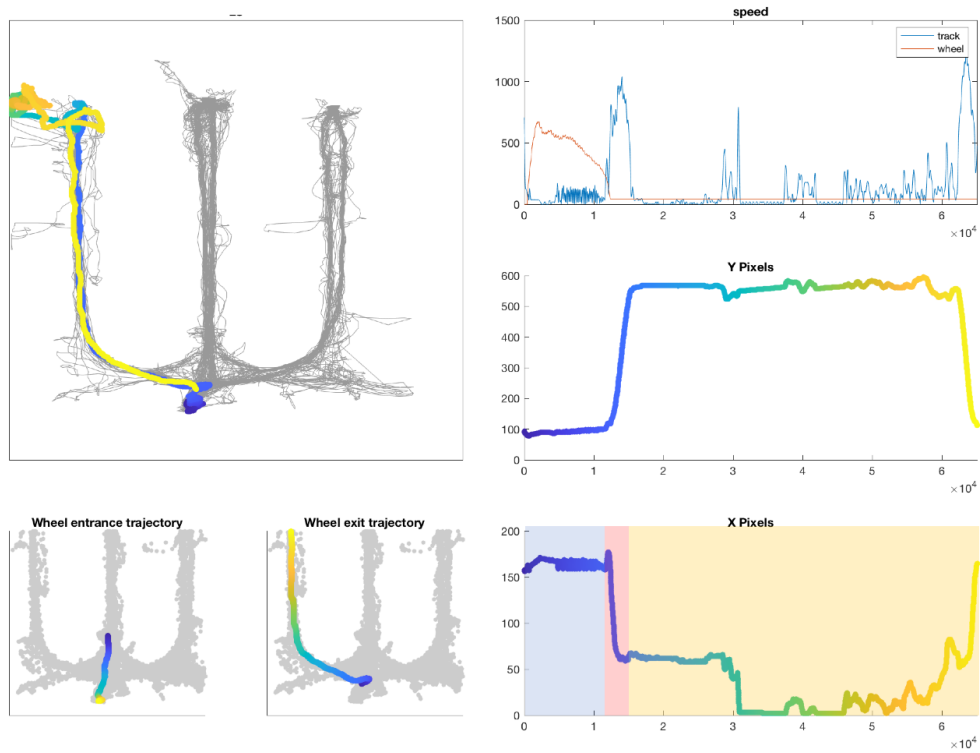 speed
1500
1000
500
0
track
wheel
0 1 2 3 4 5 6
×10⁴
Y Pixels
600
500
400
300
200
100
0
0 1 2 3 4 5 6
×10⁴
Wheel entrance trajectory
Wheel exit trajectory
X Pixels
200
150
100
50
0
0 1 2 3 4 5 6
×10⁴